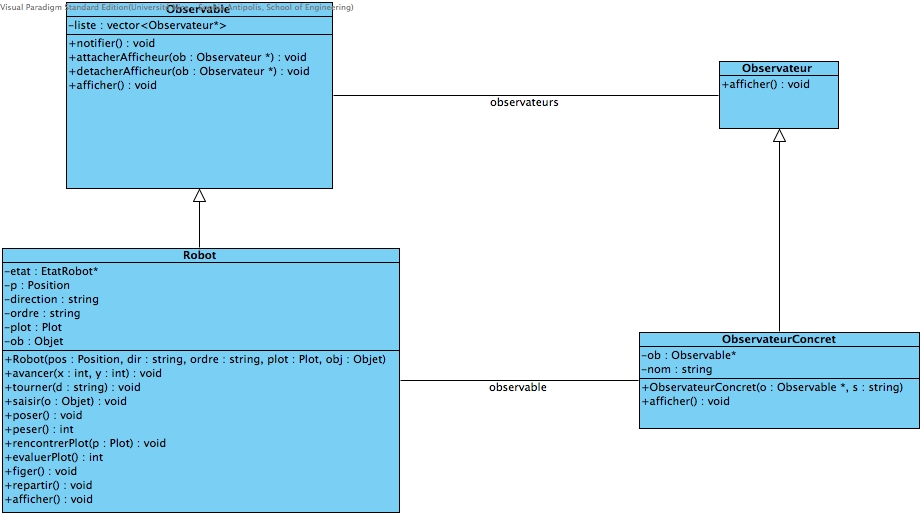 Visual Paradigm Standard Edition(Université Antipolis, School of Engineering)
Observable
-liste : vector<Observateur*>
+notifier() : void
+attacherAfficheur(ob : Observateur *) : void
+detacherAfficheur(ob : Observateur *) : void
+afficher() : void
observateurs
Observateur
+afficher() : void
Robot
-etat : EtatRobot*
-p : Position
-direction : string
-ordre : string
-plot : Plot
-ob : Objet
+Robot(pos : Position, dir : string, ordre : string, plot : Plot, obj : Objet)
+avancer(x : int, y : int) : void
+tourner(d : string) : void
+saisir(o : Objet) : void
+poser() : void
+peser() : int
+rencontrerPlot(p : Plot) : void
+evaluerPlot() : int
+figer() : void
+repartir() : void
+afficher() : void
observable
ObservateurConcret
-ob : Observable*
-nom : string
+ObservateurConcret(o : Observable *, s : string)
+afficher() : void